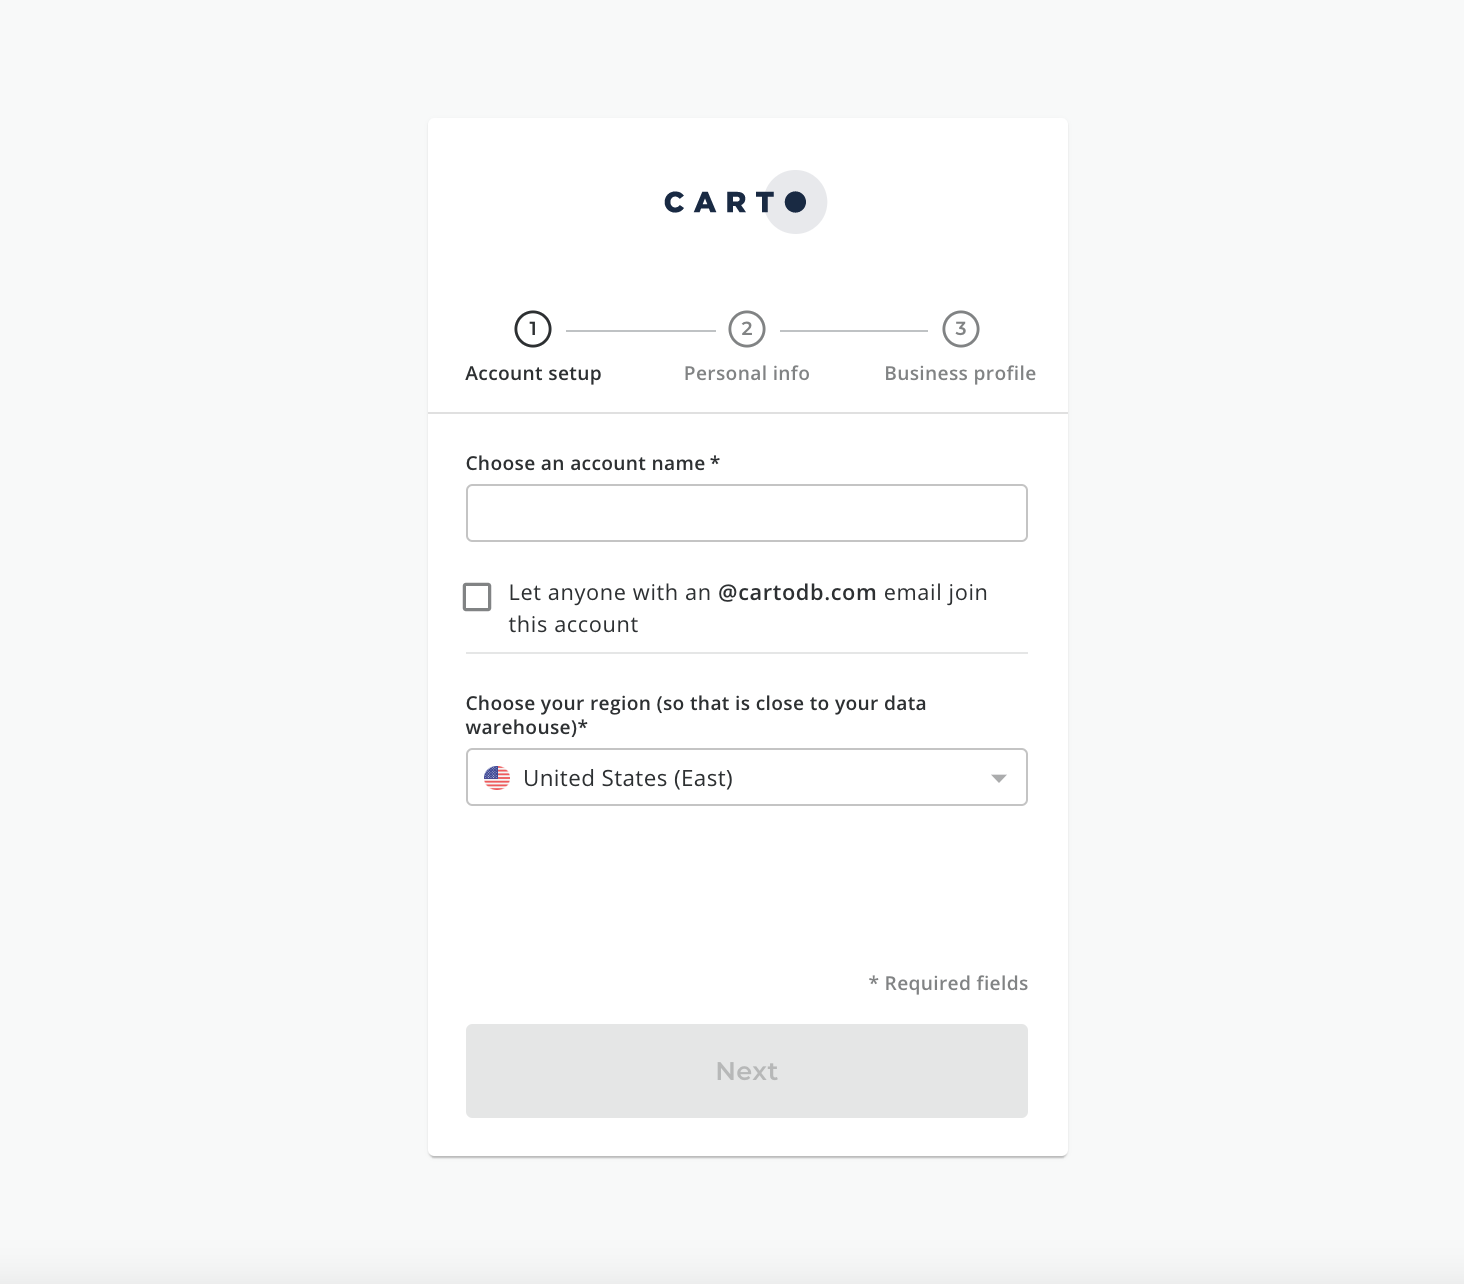 CARTO
1
2
3
Account setup
Personal info
Business profile
Choose an account name *
Let anyone with an @cartodb.com email join
this account
Choose your region (so that is close to your data
warehouse)*
United States (East)
* Required fields
Next